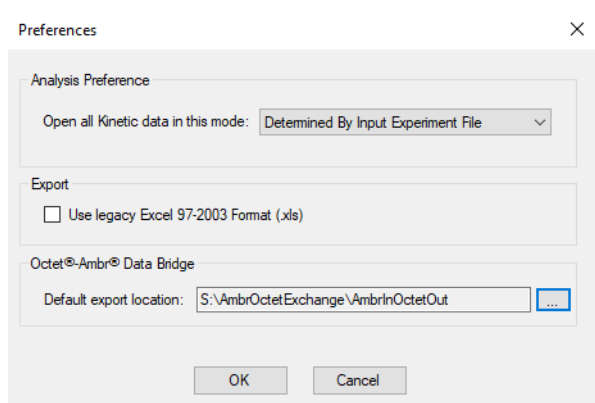 Preferences
Analysis Preference
Open all Kinetic data in this mode: Determined By Input Experiment File
Export
Use legacy Excel 97-2003 Format (.xls)
Octet®-Ambr® Data Bridge
Default export location: S:\AmbrOctetExchange\AmbrInOctetOut ...
OK Cancel